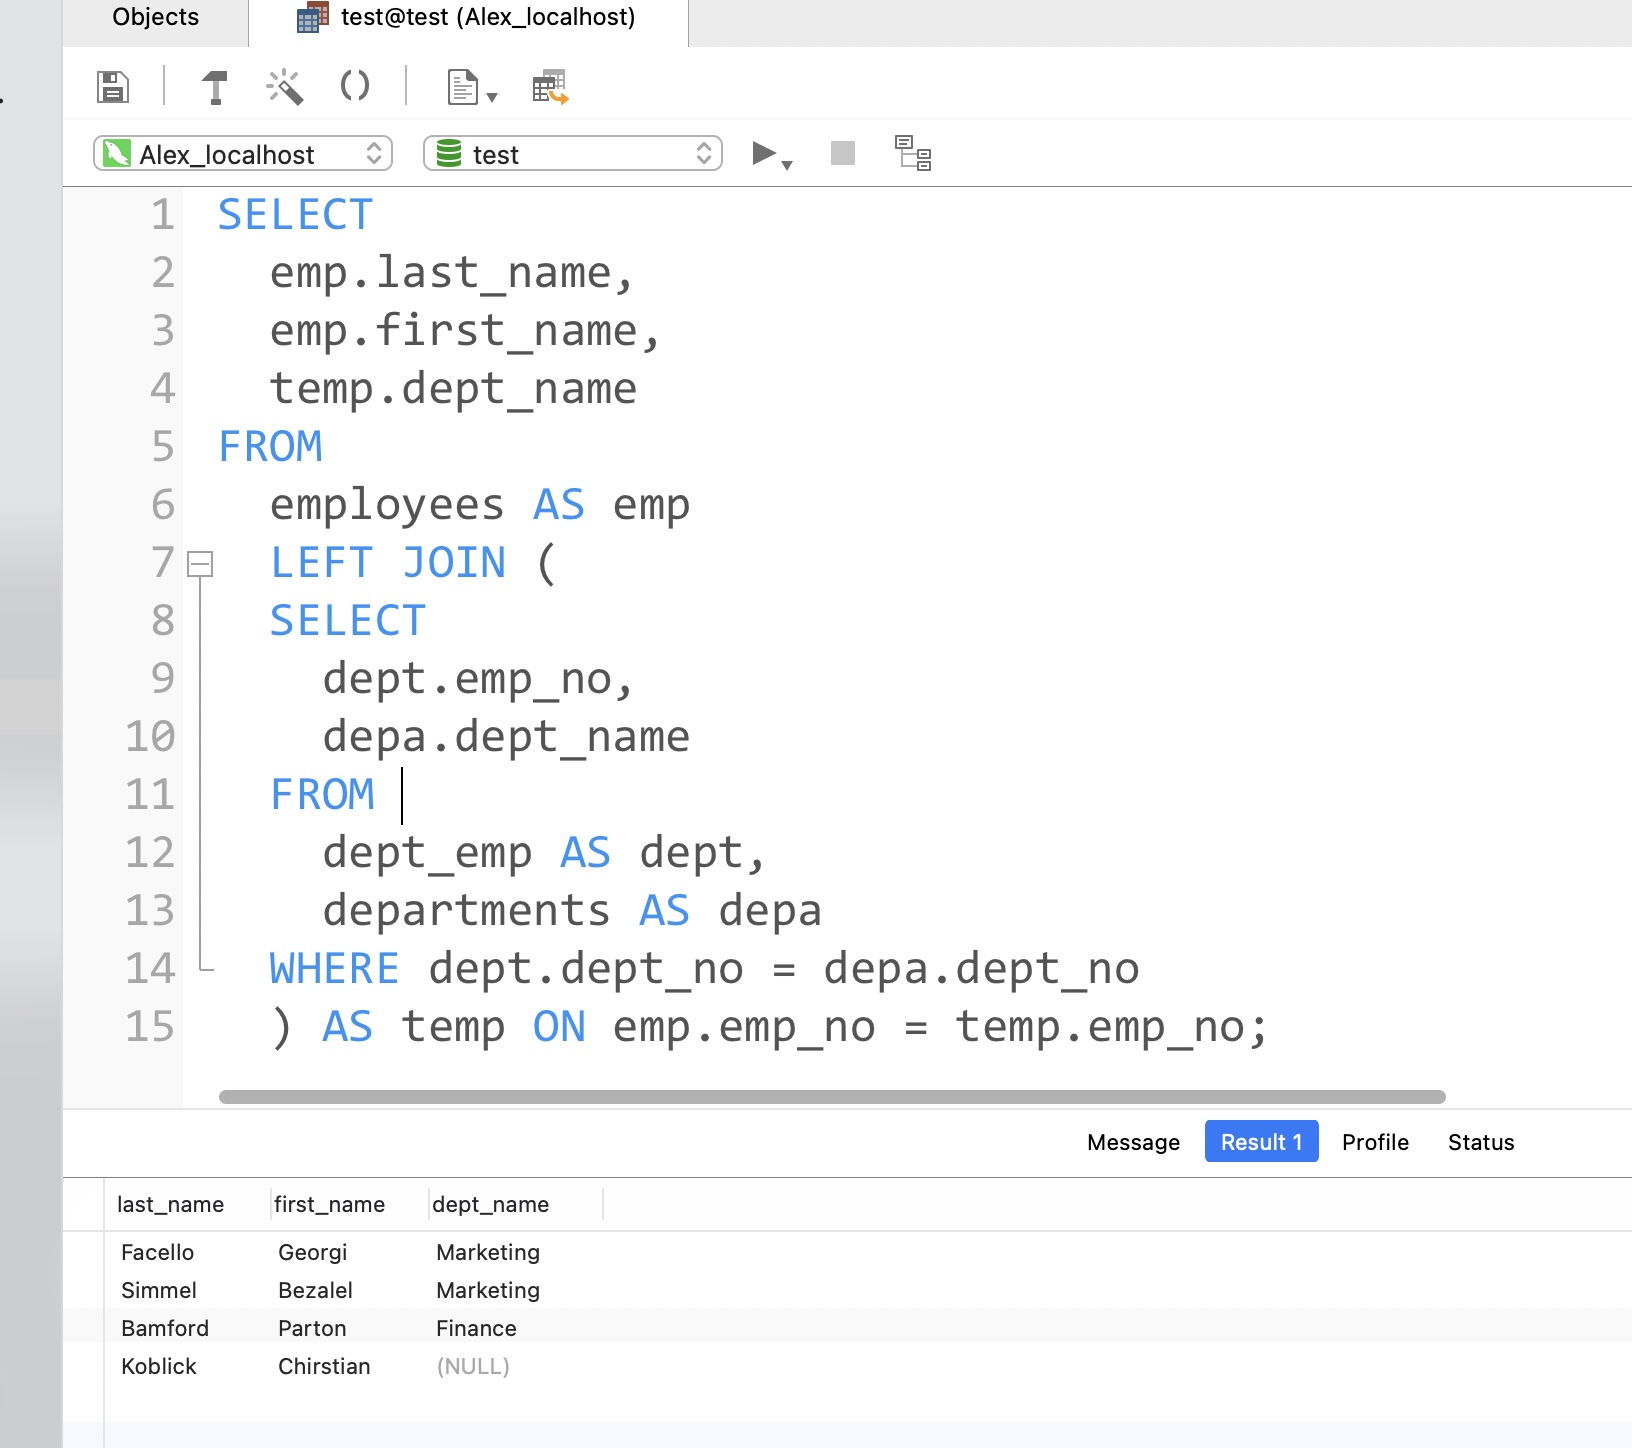 Objects
test@test (Alex_localhost)
Alex_localhost
test
1 SELECT
2 emp.last_name,
3 emp.first_name,
4 temp.dept_name
5 FROM
6 employees AS emp
7 LEFT JOIN (
8 SELECT
9 dept.emp_no,
10 depa.dept_name
11 FROM
12 dept_emp AS dept,
13 departments AS depa
14 WHERE dept.dept_no = depa.dept_no
15 ) AS temp ON emp.emp_no = temp.emp_no;
Message Result 1 Profile Status
last_name first_name dept_name
Facello Georgi Marketing
Simmel Bezalel Marketing
Bamford Parton Finance
Koblick Chirstian (NULL)